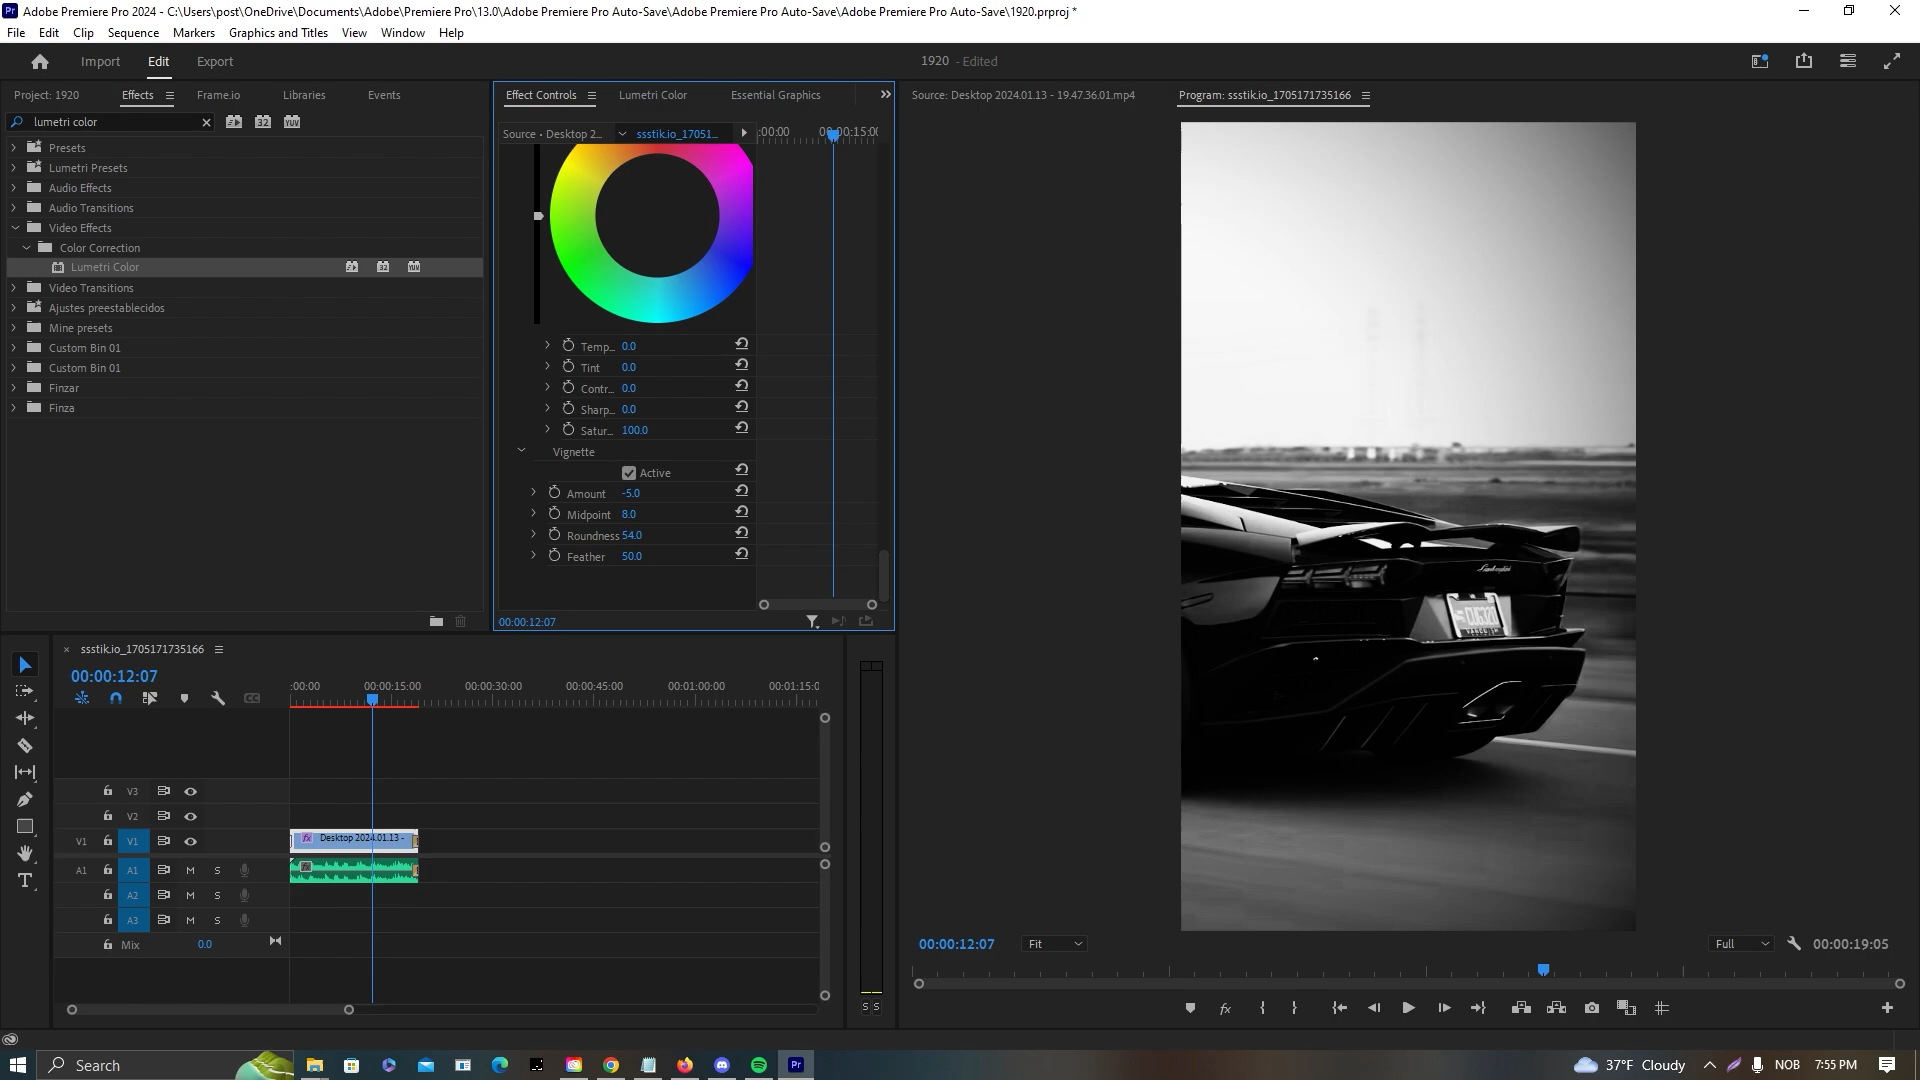 Adobe Premiere Pro 2024 - C:\Users\post\OneDrive\Documents\Adobe\Premiere Pro\13.0\Adobe Premiere Pro Auto-Save\Adobe Premiere Pro Auto-Save\Adobe Premiere Pro Auto-Save\1920.prproj *
File Edit Clip Sequence Markers Graphics and Titles View Window Help
Import Edit Export
1920 - Edited
Project: 1920 Effects Frame.io Libraries Events
Effect Controls Lumetri Color Essential Graphics
Source: Desktop 2024.01.13 - 19.47.36.01.mp4 Program: ssstik.io_1705171735166
lumetri color
Source • Desktop 2... ssstik.io_17051... :00:00 00:00:15:00
Presets
Lumetri Presets
Audio Effects
Audio Transitions
Video Effects
Color Correction
Lumetri Color
Video Transitions
Ajustes preestablecidos
Mine presets
Custom Bin 01
Custom Bin 01
Finzar
Finza
Temp... 0.0
Tint 0.0
Contr... 0.0
Sharp... 0.0
Satur... 100.0
Vignette
Active
Amount -5.0
Midpoint 8.0
Roundness 54.0
Feather 50.0
00:00:12:07
Lamborghini
ssstik.io_1705171735166
00:00:12:07
:00:00 00:00:15:00 00:00:30:00 00:00:45:00 00:01:00:00 00:01:15:0
V3
V2
V1 V1 Desktop 2024.01.13 -
A1 A1 M S
A2 M S
A3 M S
Mix 0.0
S S
00:00:12:07 Fit Full 00:00:19:05
Search
37°F Cloudy NOB 7:55 PM